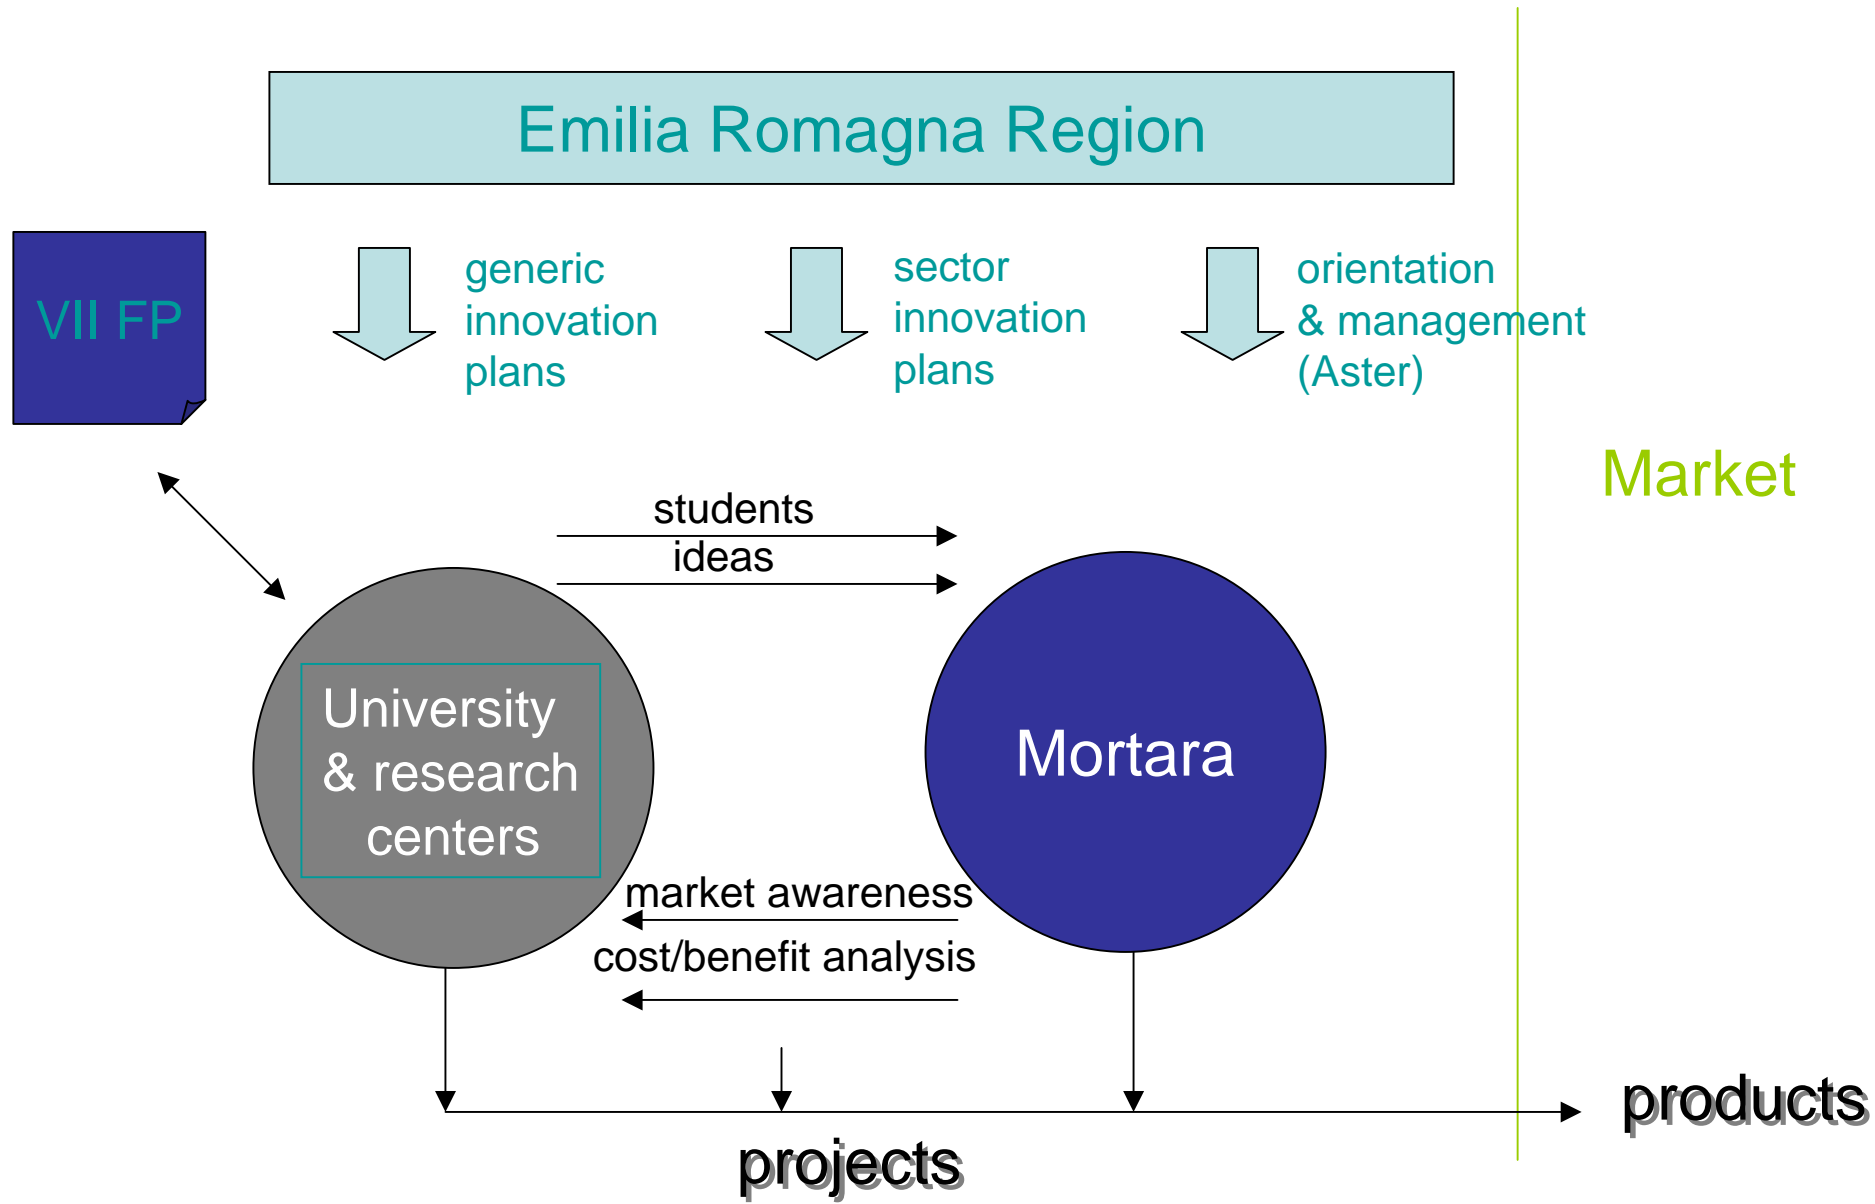 Emilia Romagna Region
VII FP
generic
innovation
plans
sector
innovation
plans
orientation
& management
(Aster)
Market
students
ideas
University
& research
centers
Mortara
market awareness
cost/benefit analysis
products
projects